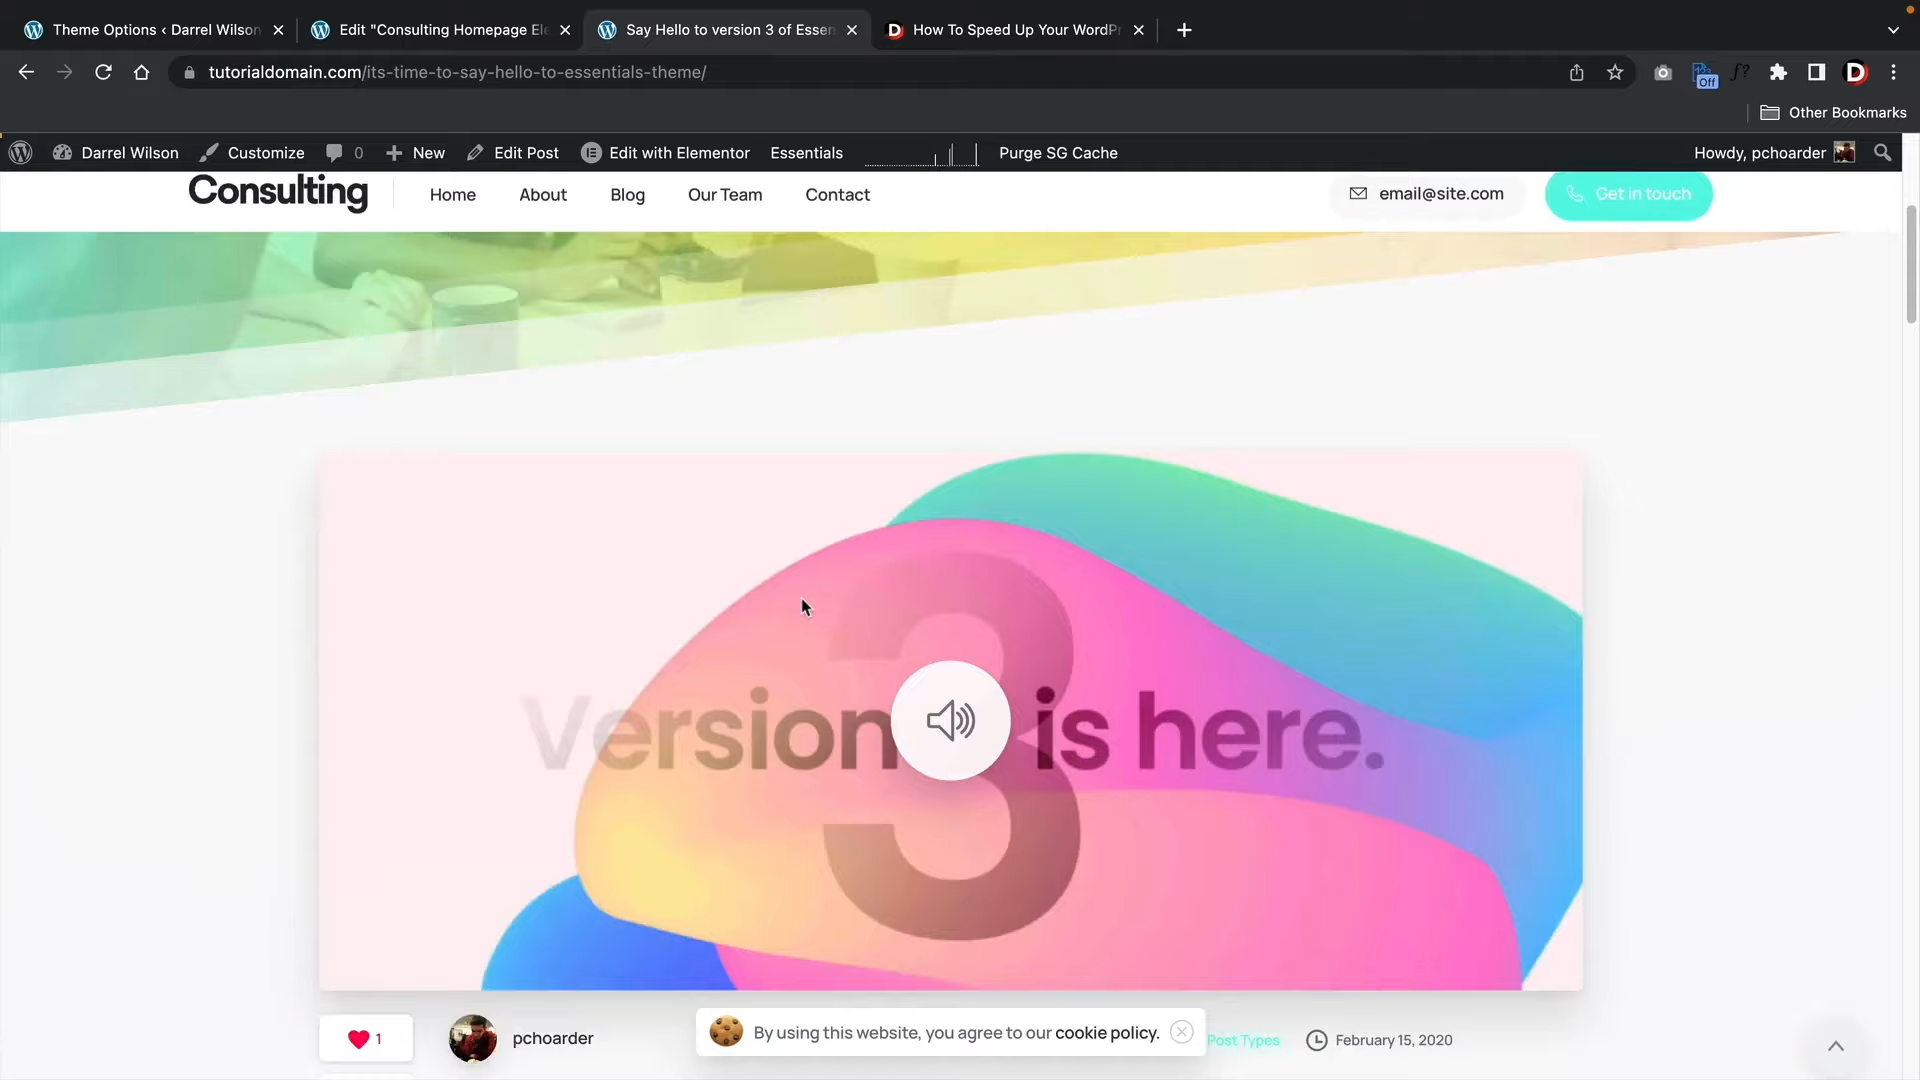 Theme Options ‹ Darrel Wilson
Edit "Consulting Homepage Ele
Say Hello to version 3 of Essen
How To Speed Up Your WordPr
tutorialdomain.com/its-time-to-say-hello-to-essentials-theme/
Off
f?
Other Bookmarks
Darrel Wilson
Customize
0
New
Edit Post
Edit with Elementor
Essentials
Purge SG Cache
Howdy, pchoarder
Consulting
Home
About
Blog
Our Team
Contact
email@site.com
Get in touch
3
Version is here.
1
pchoarder
By using this website, you agree to our cookie policy.
Post Types
February 15, 2020